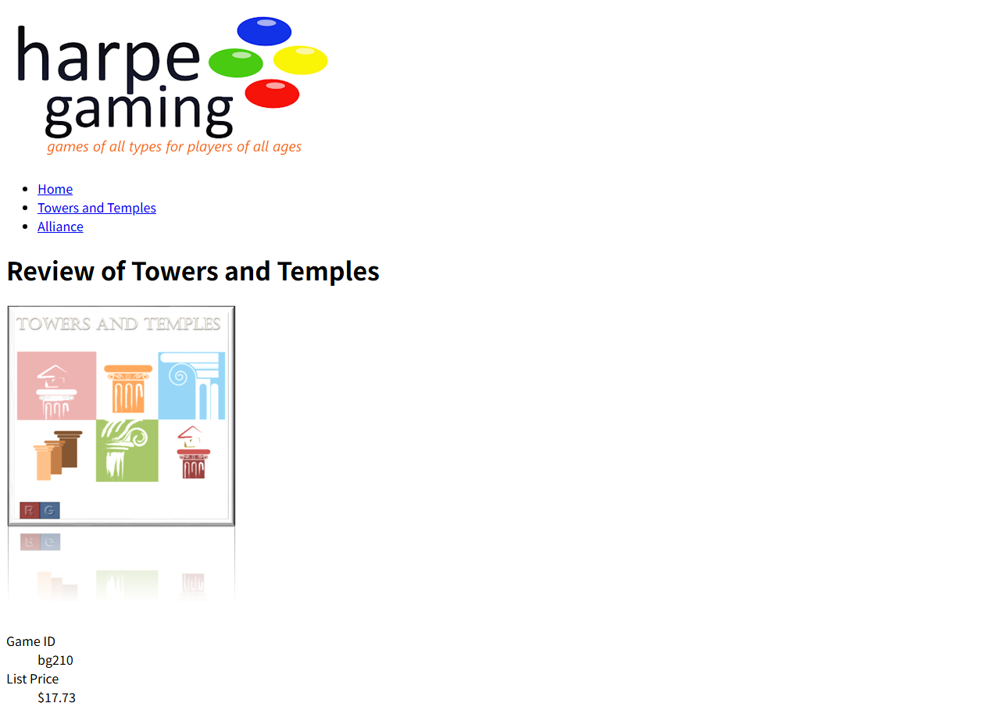 harpe
gaming
games of all types for players of all ages
Home
Towers and Temples
Alliance
Review of Towers and Temples
TOWERS AND TEMPLES
R G
Game ID
bg210
List Price
$17.73